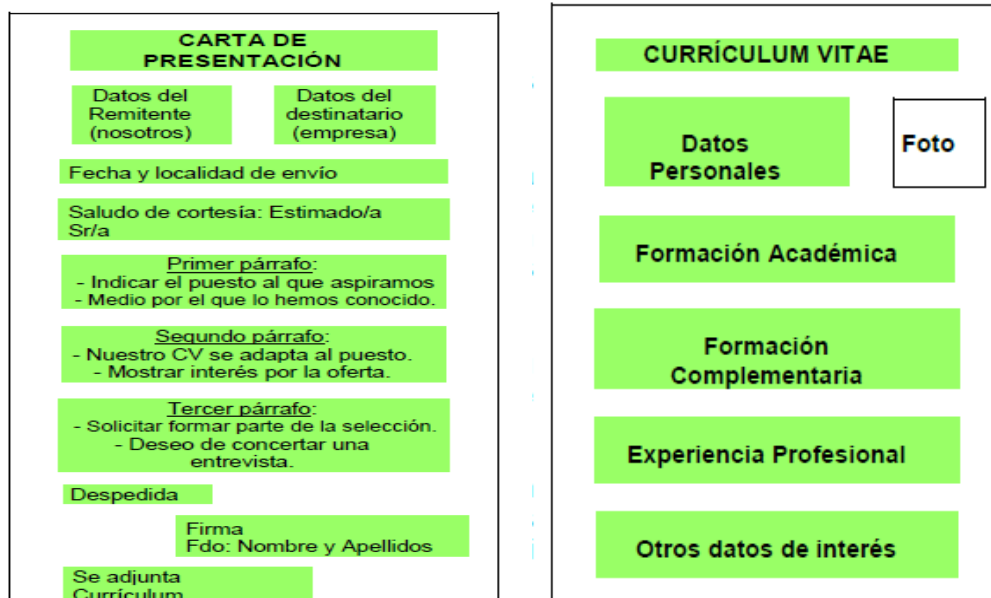 CARTA DE
PRESENTACIÓN
Datos del
Remitente
(nosotros)
Datos del
destinatario
(empresa)
Fecha y localidad de envío
Saludo de cortesía: Estimado/a
Sr/a
Primer párrafo:
- Indicar el puesto al que aspiramos
- Medio por el que lo hemos conocido.
Segundo párrafo:
- Nuestro CV se adapta al puesto.
- Mostrar interés por la oferta.
Tercer párrafo:
- Solicitar formar parte de la selección.
- Deseo de concertar una
entrevista.
Despedida
Firma
Fdo: Nombre y Apellidos
Se adjunta
Currículum
CURRÍCULUM VITAE
Datos
Personales
Foto
Formación Académica
Formación
Complementaria
Experiencia Profesional
Otros datos de interés